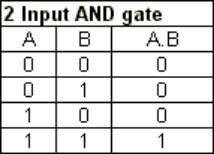 2 Input AND gate
A B A.B
0 0 0
0 1 0
1 0 0
1 1 1